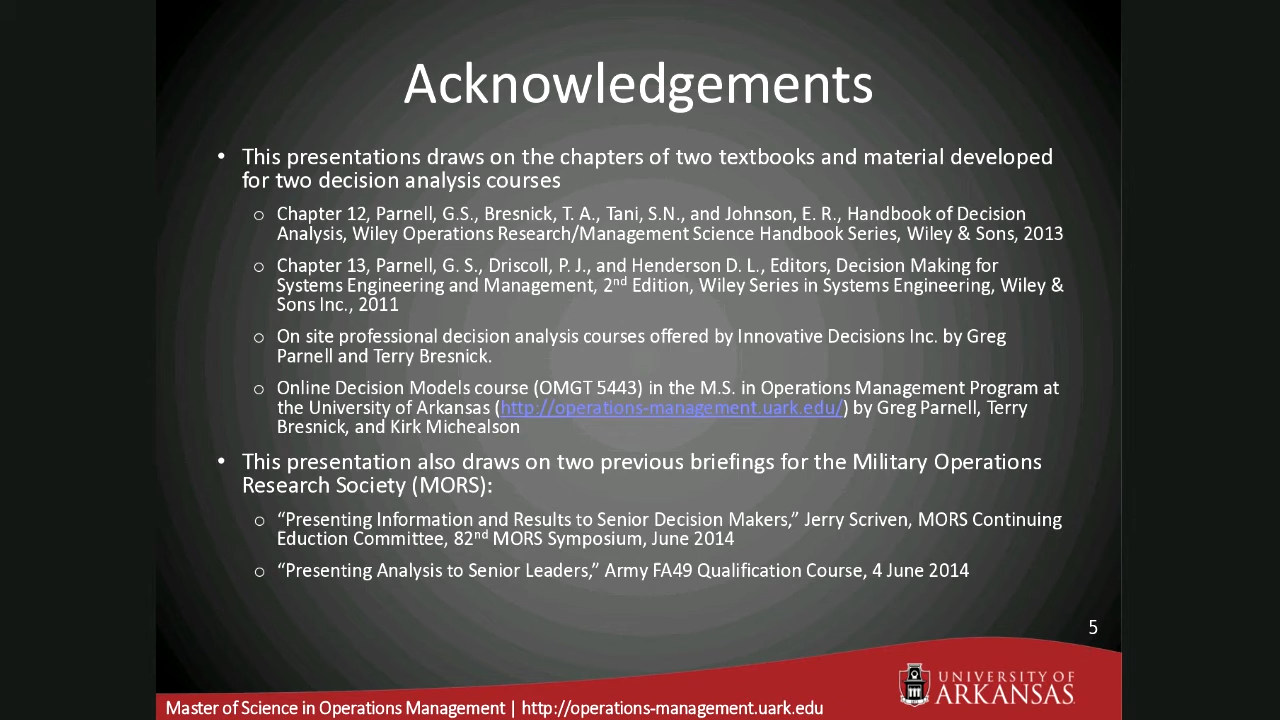 Acknowledgements
• This presentations draws on the chapters of two textbooks and material developed
for two decision analysis courses
o Chapter 12, Parnell, G.S., Bresnick, T. A., Tani, S.N., and Johnson, E. R., Handbook of Decision
Analysis, Wiley Operations Research/Management Science Handbook Series, Wiley & Sons, 2013
o Chapter 13, Parnell, G. S., Driscoll, P. J., and Henderson D. L., Editors, Decision Making for
Systems Engineering and Management, 2nd Edition, Wiley Series in Systems Engineering, Wiley &
Sons Inc., 2011
o On site professional decision analysis courses offered by Innovative Decisions Inc. by Greg
Parnell and Terry Bresnick.
o Online Decision Models course (OMGT 5443) in the M.S. in Operations Management Program at
the University of Arkansas (http://operations-management.uark.edu/) by Greg Parnell, Terry
Bresnick, and Kirk Michealson
• This presentation also draws on two previous briefings for the Military Operations
Research Society (MORS):
o “Presenting Information and Results to Senior Decision Makers,” Jerry Scriven, MORS Continuing
Eduction Committee, 82nd MORS Symposium, June 2014
o “Presenting Analysis to Senior Leaders,” Army FA49 Qualification Course, 4 June 2014
5
UNIVERSITY OF
ARKANSAS
Master of Science in Operations Management | http://operations-management.uark.edu